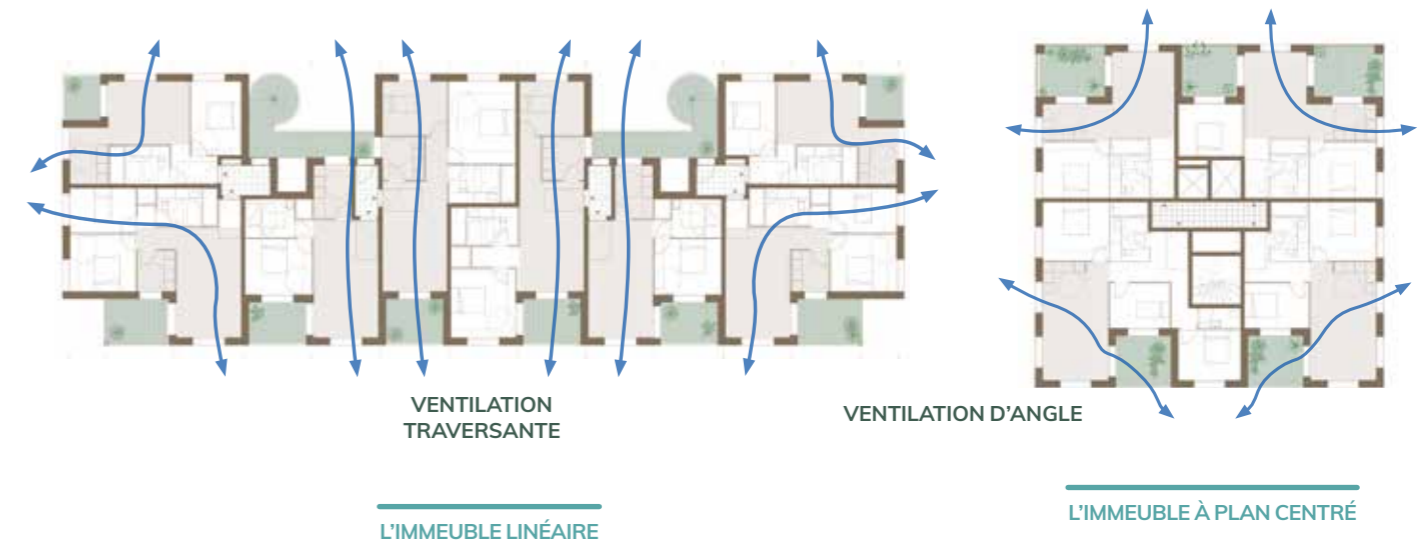 VENTILATION
TRAVERSANTE
VENTILATION D'ANGLE
L'IMMEUBLE LINÉAIRE
L'IMMEUBLE À PLAN CENTRÉ